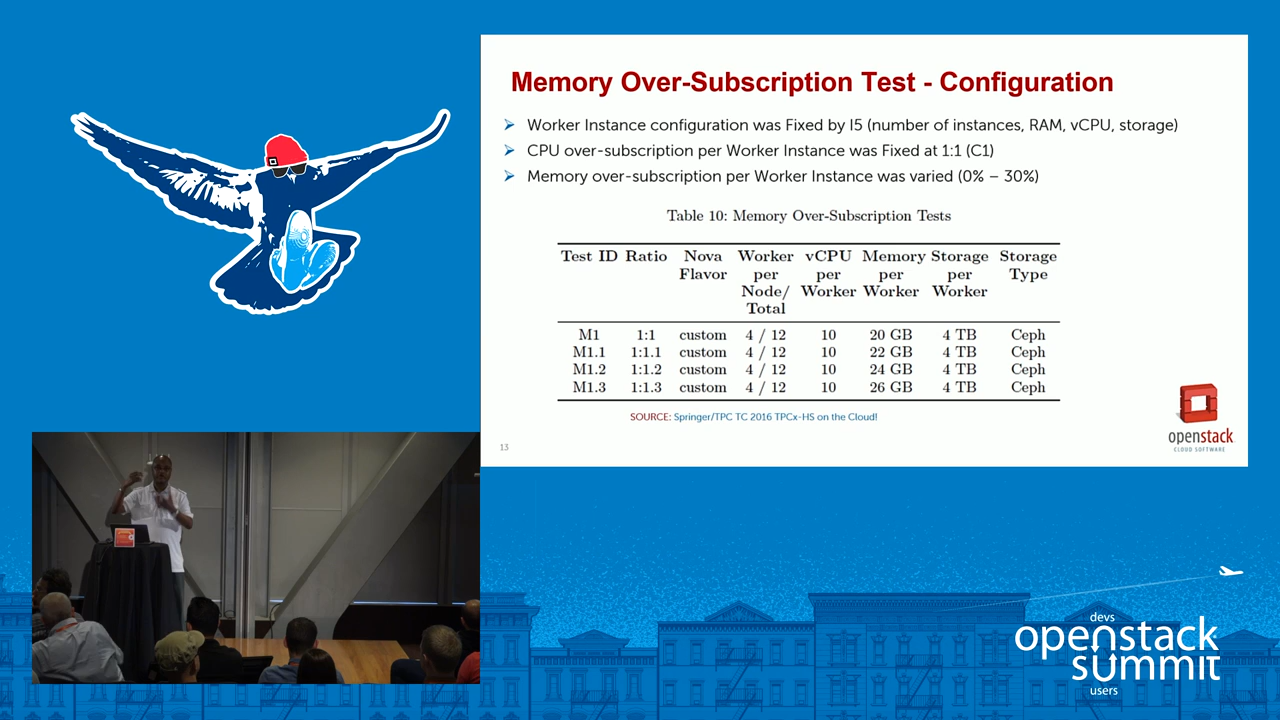 Memory Over-Subscription Test - Configuration
Worker Instance configuration was Fixed by I5 (number of instances, RAM, vCPU, storage)
CPU over-subscription per Worker Instance was Fixed at 1:1 (C1)
Memory over-subscription per Worker Instance was varied (0% – 30%)
Table 10: Memory Over-Subscription Tests
Test ID Ratio Nova Worker vCPU Memory Storage Storage
Flavor per per per per Type
Node/ Worker Worker Worker
Total
M1 1:1 custom 4 / 12 10 20 GB 4 TB Ceph
M1.1 1:1.1 custom 4 / 12 10 22 GB 4 TB Ceph
M1.2 1:1.2 custom 4 / 12 10 24 GB 4 TB Ceph
M1.3 1:1.3 custom 4 / 12 10 26 GB 4 TB Ceph
SOURCE: Springer/TPC TC 2016 TPCx-HS on the Cloud!
13
openstack
CLOUD SOFTWARE
devs
openstack
summit
users